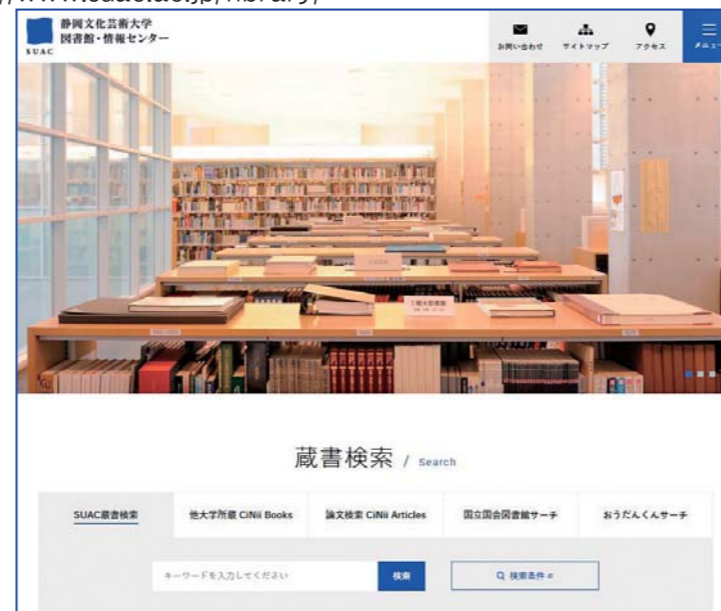 //www.suac.ac.jp/library/
静岡文化芸術大学
図書館・情報センター
SUAC
お問い合わせ
サイトマップ
アクセス
メニュー
蔵書検索 / Search
SUAC蔵書検索
他大学所蔵 CiNii Books
論文検索 CiNii Articles
国立国会図書館サーチ
おうだんくんサーチ
キーワードを入力してください
検索
検索条件